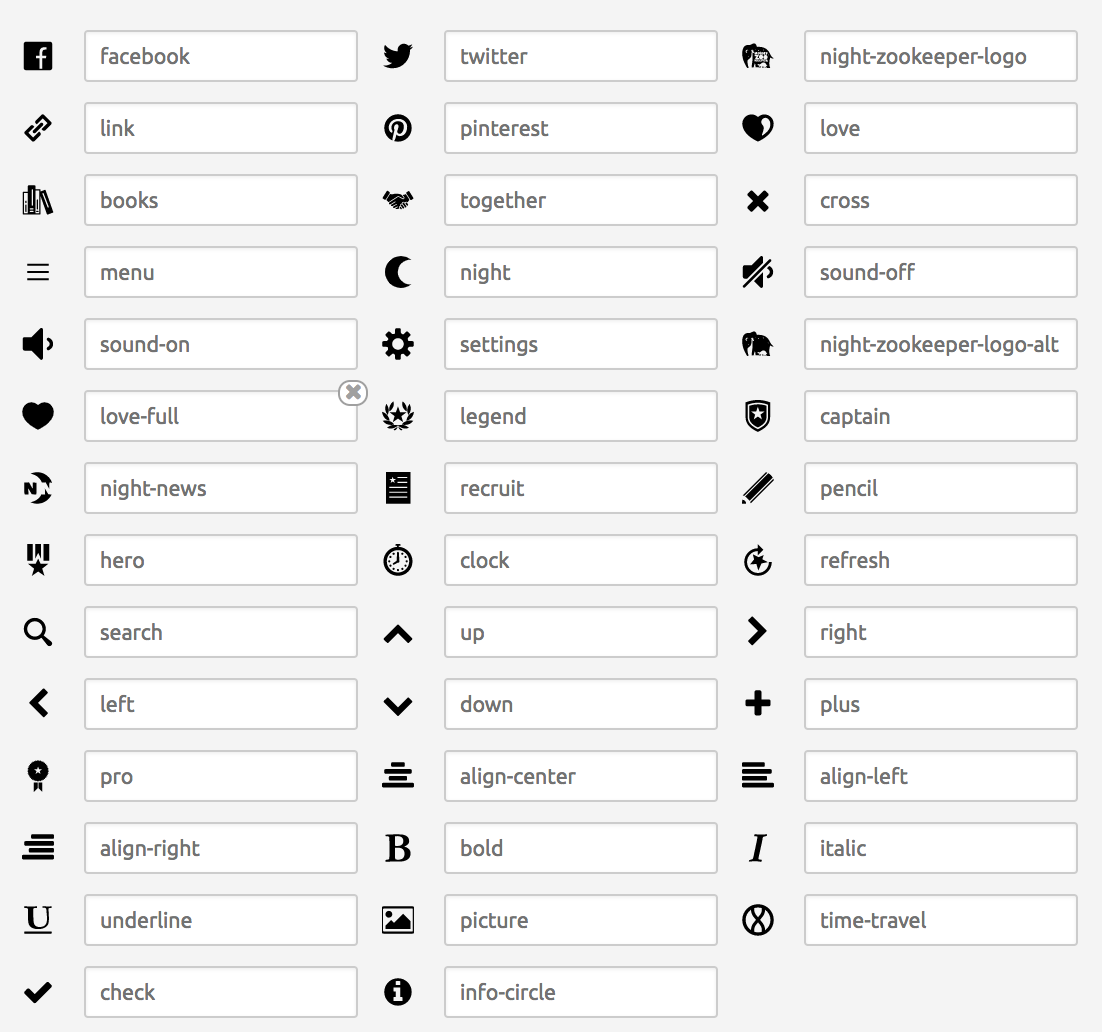 facebook
twitter
night-zookeeper-logo
link
pinterest
love
books
together
cross
menu
night
sound-off
sound-on
settings
night-zookeeper-logo-alt
love-full
legend
captain
N
night-news
recruit
pencil
hero
clock
refresh
search
up
right
left
down
plus
pro
align-center
align-left
align-right
B
bold
I
italic
U
underline
picture
time-travel
check
info-circle